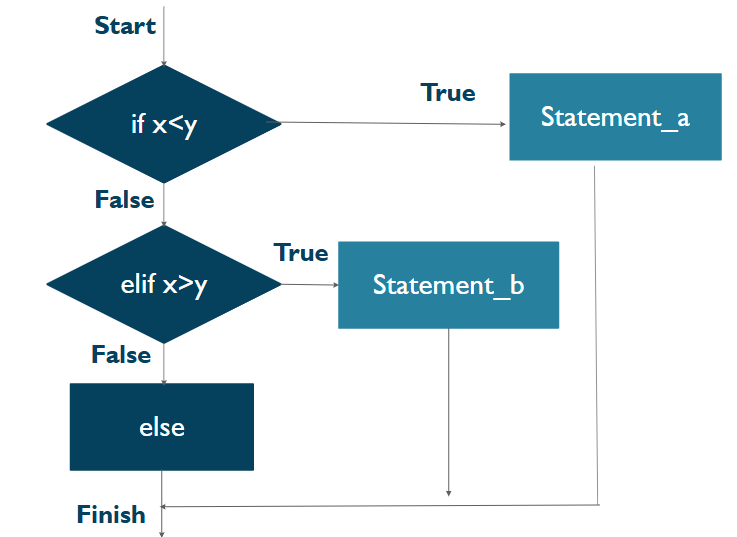 Start
if x<y
True
Statement_a
False
elif x>y
True
Statement_b
False
else
Finish